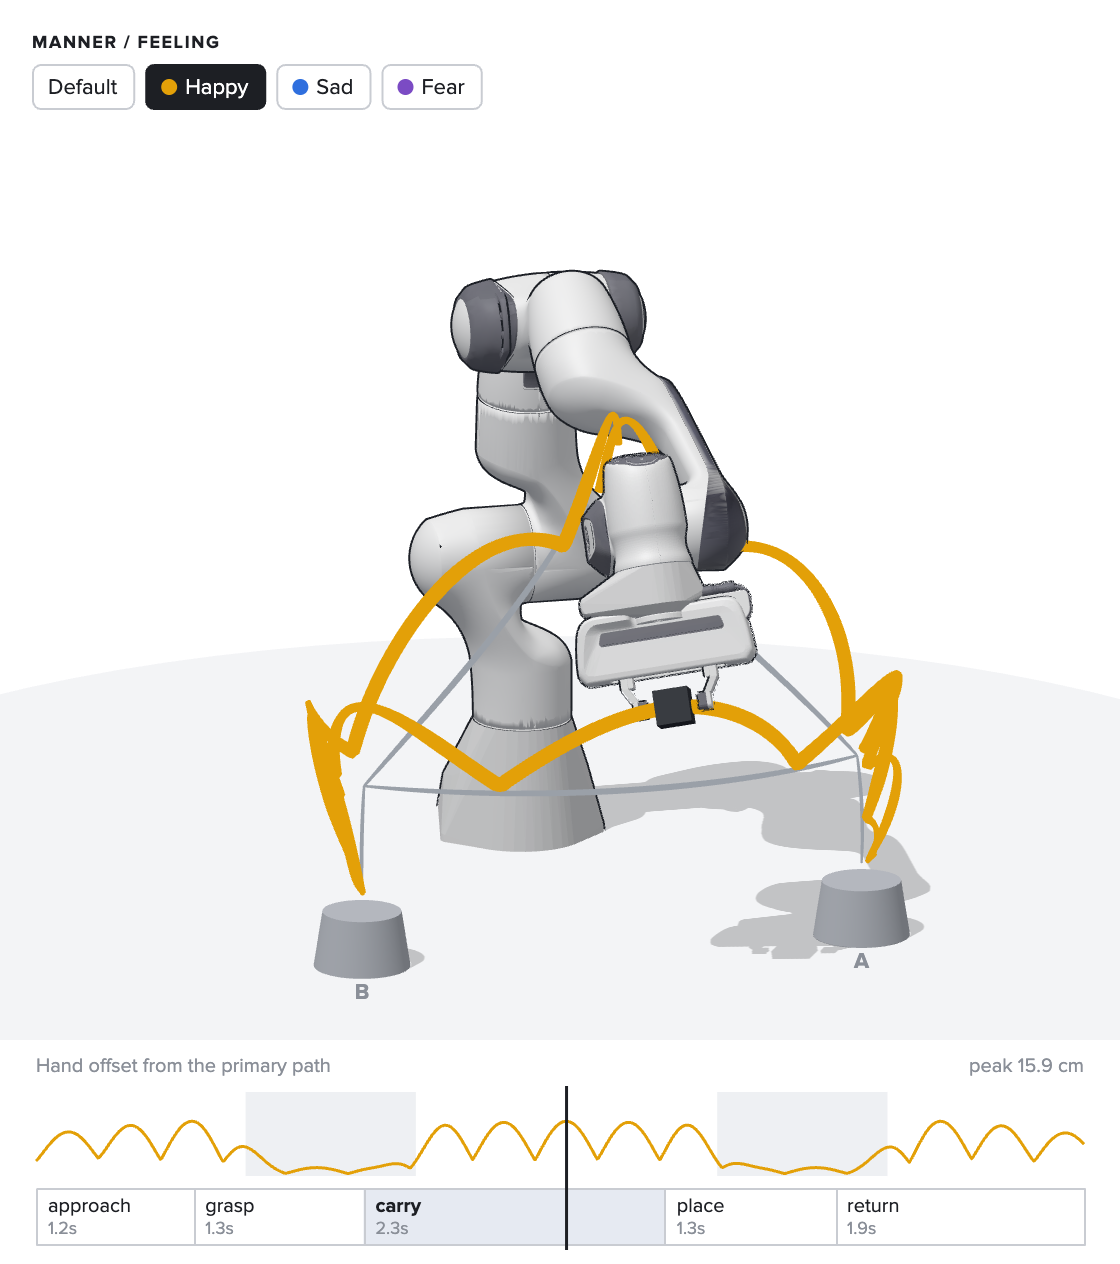 MANNER / FEELING
Default
Happy
Sad
Fear
B
A
Hand offset from the primary path
peak 15.9 cm
approach
1.2s
grasp
1.3s
carry
2.3s
place
1.3s
return
1.9s